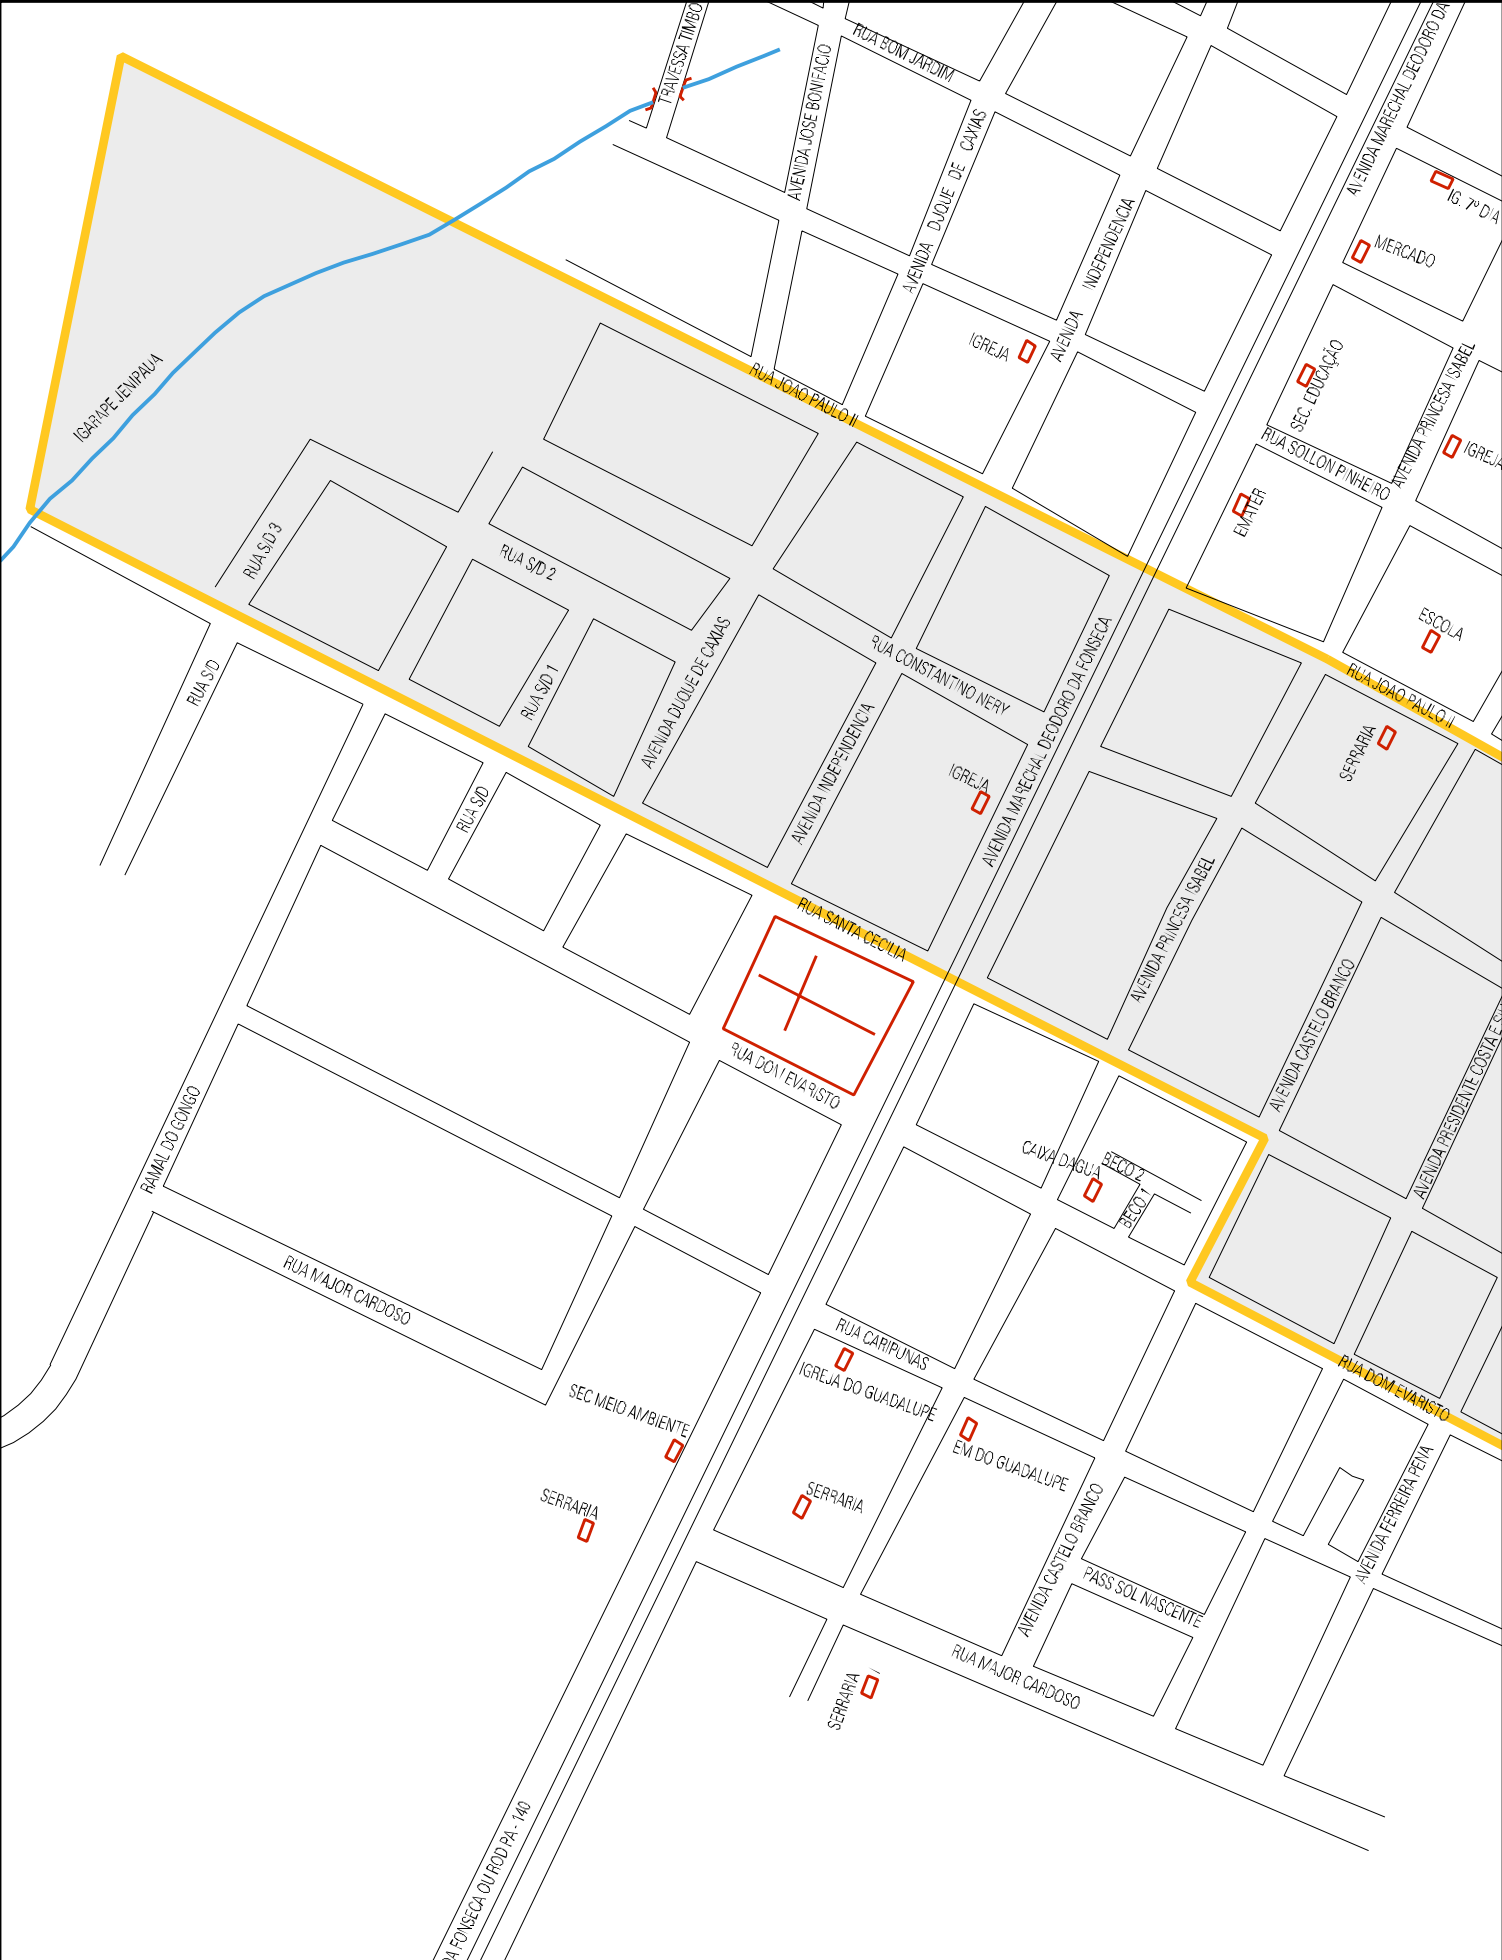 TRAVESSA TIMBO
AVENIDA JOSE BONIFACIO
RUA BOM JARDIM
AVENIDA DUQUE DE CAXIAS
AVENIDA INDEPENDENCIA
AVENIDA MARECHAL DEODORO DA
IG. 7º DIA
MERCADO
IGREJA
SEC. EDUCAÇÃO
AVENIDA PRINCESA ISABEL
RUA SOLLON PINHEIRO
IGREJA
EMATER
ESCOLA
IGARAPE JENIPAUA
RUA JOAO PAULO II
RUA JOAO PAULO II
RUA S/D 3
RUA S/D 2
RUA S/D 1
RUA S/D
RUA S/D
AVENIDA DUQUE DE CAXIAS
RUA CONSTANTINO NERY
AVENIDA INDEPENDENCIA
IGREJA
AVENIDA MARECHAL DEODORO DA FONSECA
SERRARIA
AVENIDA PRINCESA ISABEL
AVENIDA CASTELO BRANCO
AVENIDA PRESIDENTE COSTA E
RUA SANTA CECILIA
RUA DOM EVARISTO
RAMAL DO GONGO
CAIXA DAGUA
BECO 2
BECO 1
RUA MAJOR CARDOSO
RUA CARIPUNAS
IGREJA DO GUADALUPE
SEC MEIO AMBIENTE
SERRARIA
SERRARIA
EM DO GUADALUPE
RUA DOM EVARISTO
AVENIDA FERREIRA PENA
AVENIDA CASTELO BRANCO
PASS SOL NASCENTE
RUA MAJOR CARDOSO
SERRARIA
DA FONSECA OU ROD PA - 140